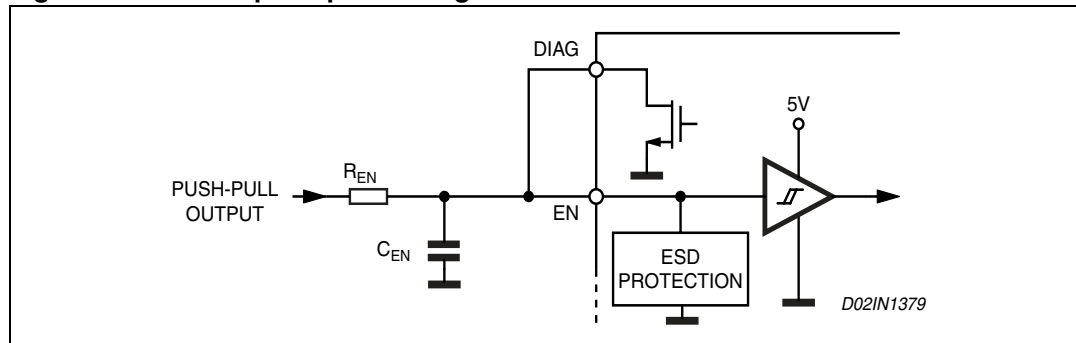 DIAG
5V
R_EN
PUSH-PULL
OUTPUT
EN
C_EN
ESD
PROTECTION
D02IN1379